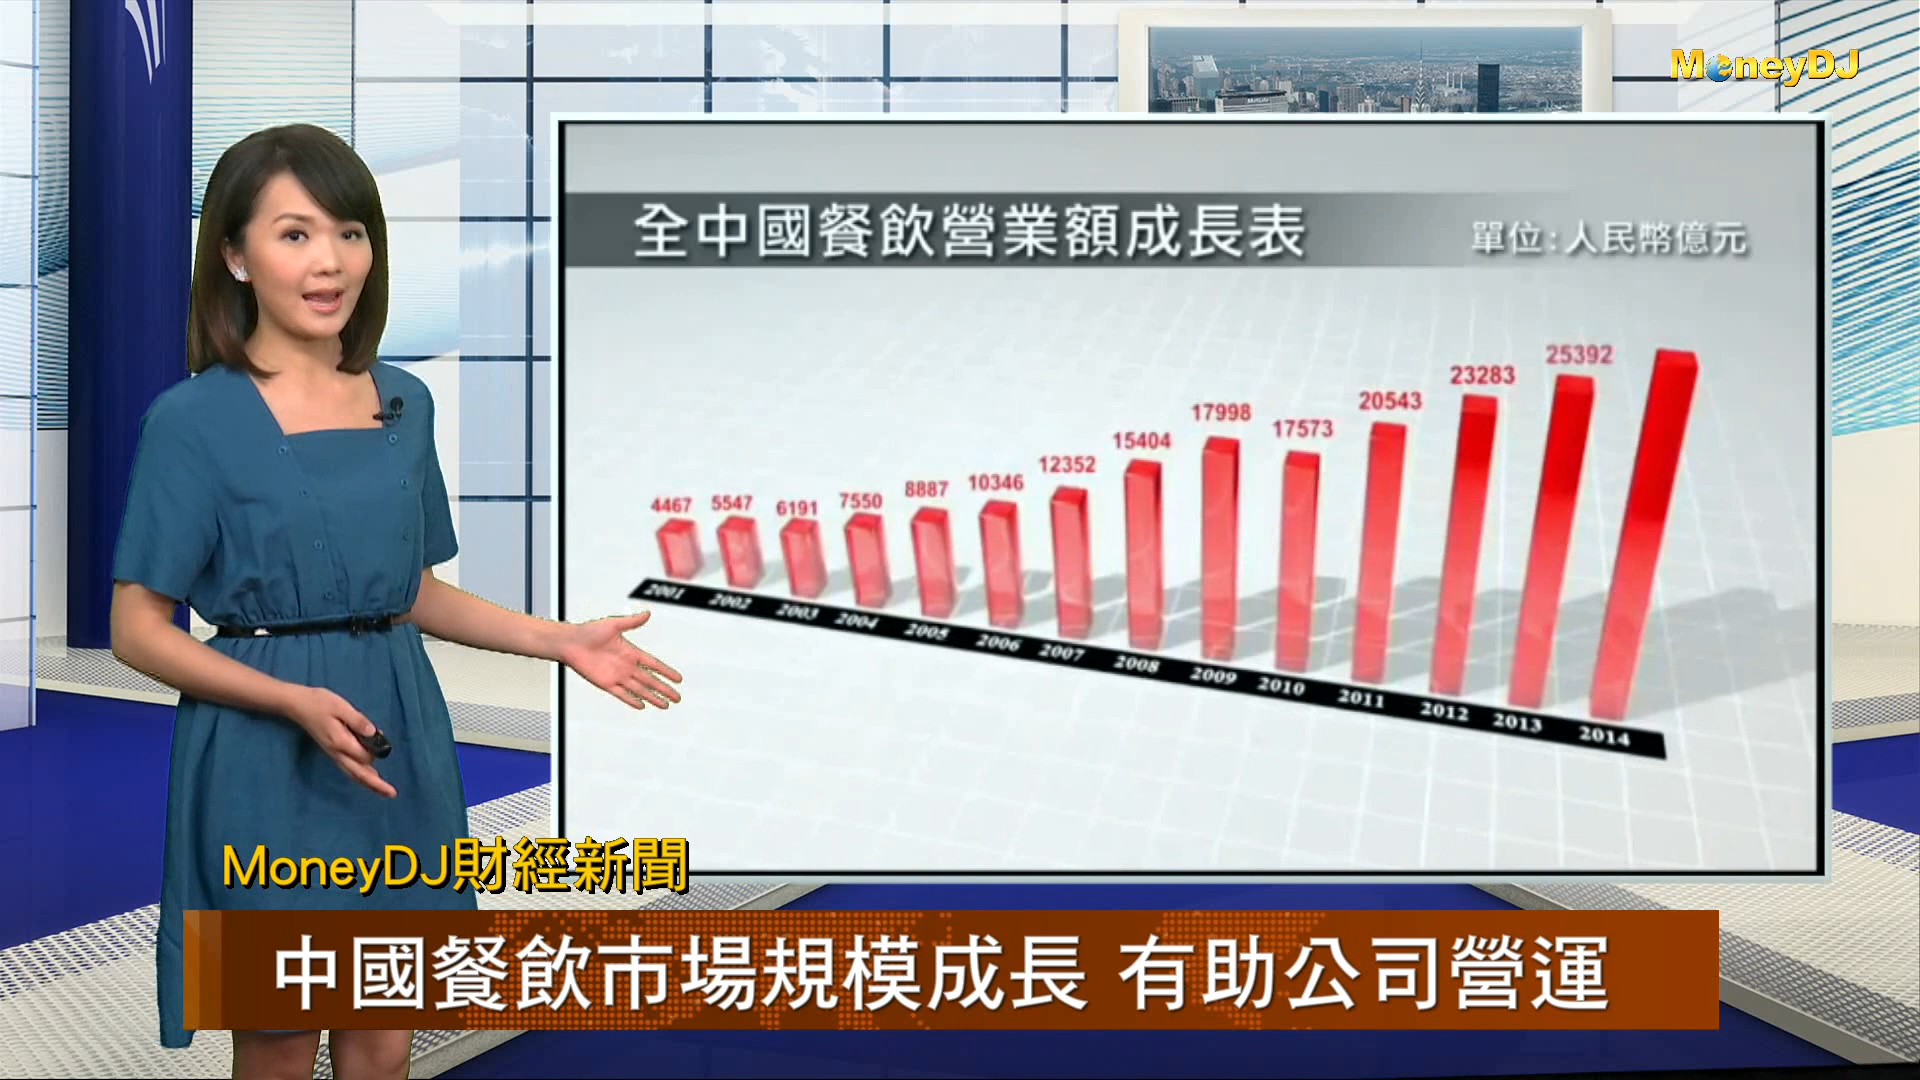 MoneyDJ
全中國餐飲營業額成長表
單位:人民幣億元
4467 5547 6191 7550 8887 10346 12352 15404 17998 17573 20543 23283 25392
2001 2002 2003 2004 2005 2006 2007 2008 2009 2010 2011 2012 2013 2014
MoneyDJ財經新聞
中國餐飲市場規模成長 有助公司營運